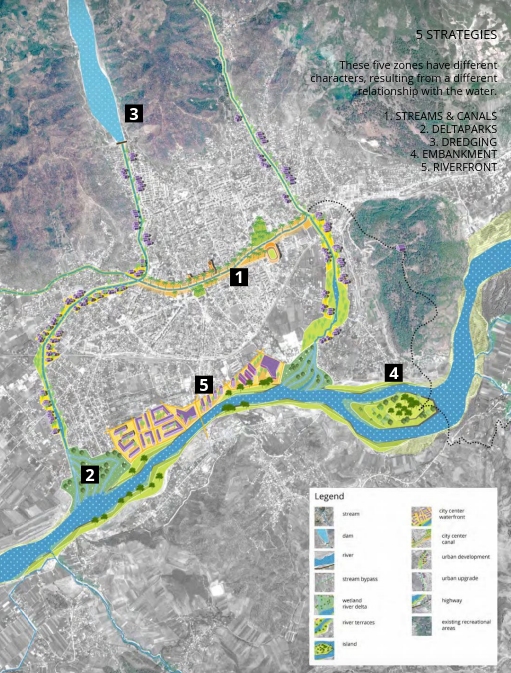 5 STRATEGIES
These five zones have different
characters, resulting from a different
relationship with the water.
1. STREAMS & CANALS
2. DELTAPARKS
3. DREDGING
4. EMBANKMENT
5. RIVERFRONT
3
1
4
5
2
Legend
stream
dam
river
stream bypass
wetland
river delta
river terraces
island
city center
waterfront
city center
canal
urban development
urban upgrade
highway
existing recreational
areas